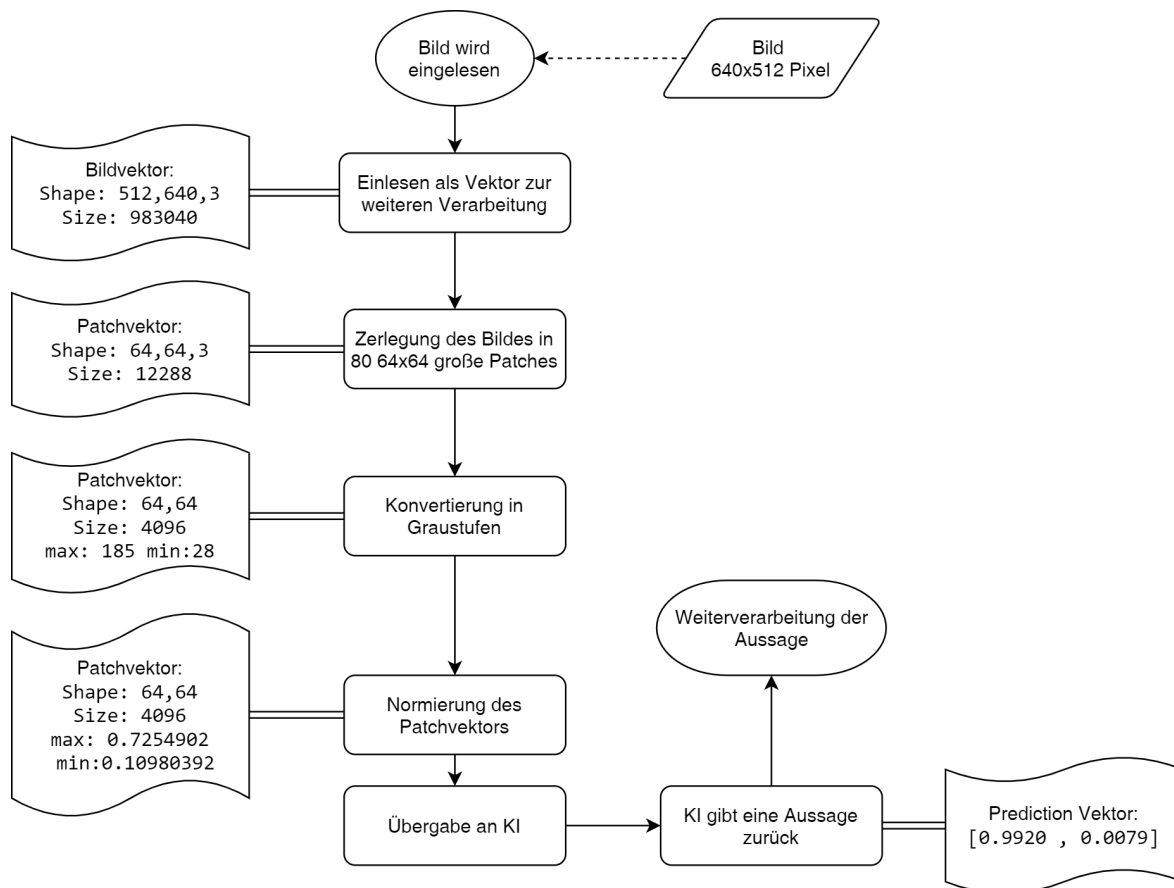 Bild wird
eingelesen
Bild
640x512 Pixel
Bildvektor:
Shape: 512,640,3
Size: 983040
Einlesen als Vektor zur
weiteren Verarbeitung
Patchvektor:
Shape: 64,64,3
Size: 12288
Zerlegung des Bildes in
80 64x64 große Patches
Patchvektor:
Shape: 64,64
Size: 4096
max: 185 min:28
Konvertierung in
Graustufen
Patchvektor:
Shape: 64,64
Size: 4096
max: 0.7254902
min:0.10980392
Normierung des
Patchvektors
Weiterverarbeitung der
Aussage
Übergabe an KI
KI gibt eine Aussage
zurück
Prediction Vektor:
[0.9920 , 0.0079]